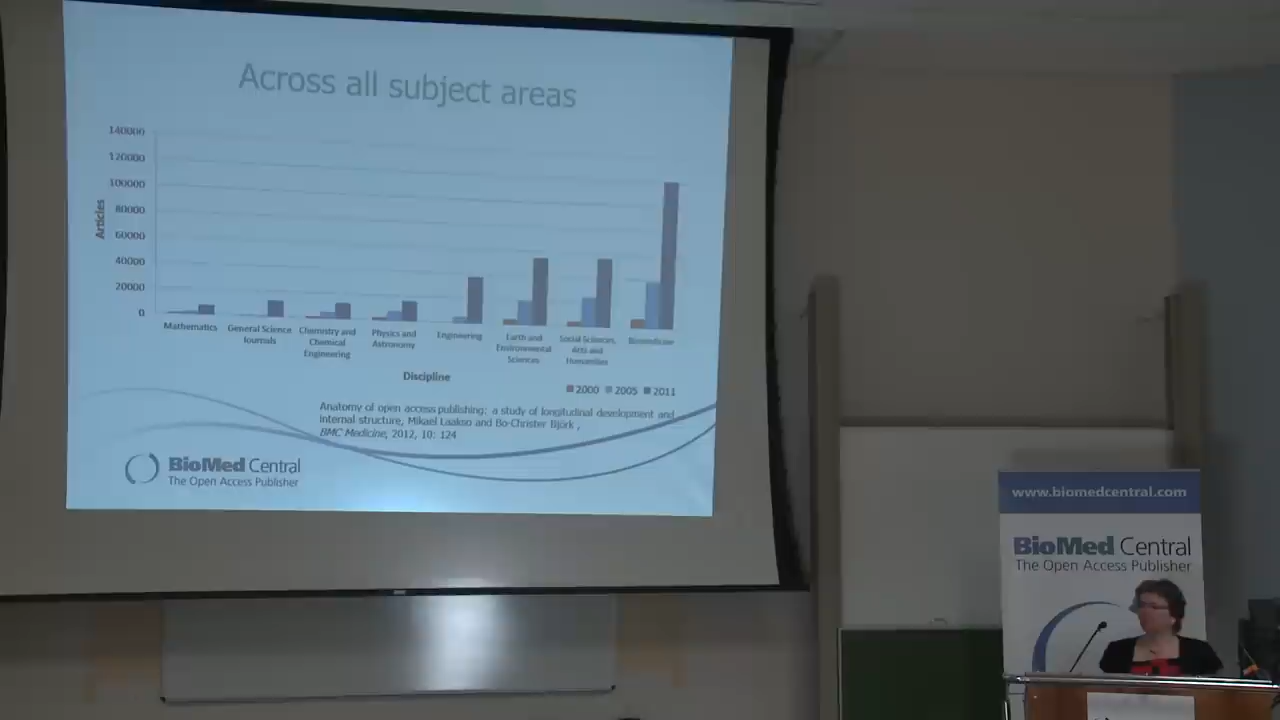 Across all subject areas
140000
120000
100000
80000
60000
40000
20000
0
Articles
Mathematics
General Science
Journals
Chemistry and
Chemical
Engineering
Physics and
Astronomy
Engineering
Earth and
Environmental
Sciences
Social Sciences,
Arts and
Humanities
Biomedicine
Discipline
2000 2005 2011
Anatomy of open access publishing: a study of longitudinal development and
internal structure, Mikael Laakso and Bo-Christer Björk ,
BMC Medicine, 2012, 10: 124
BioMed Central
The Open Access Publisher
www.biomedcentral.com
BioMed Central
The Open Access Publisher